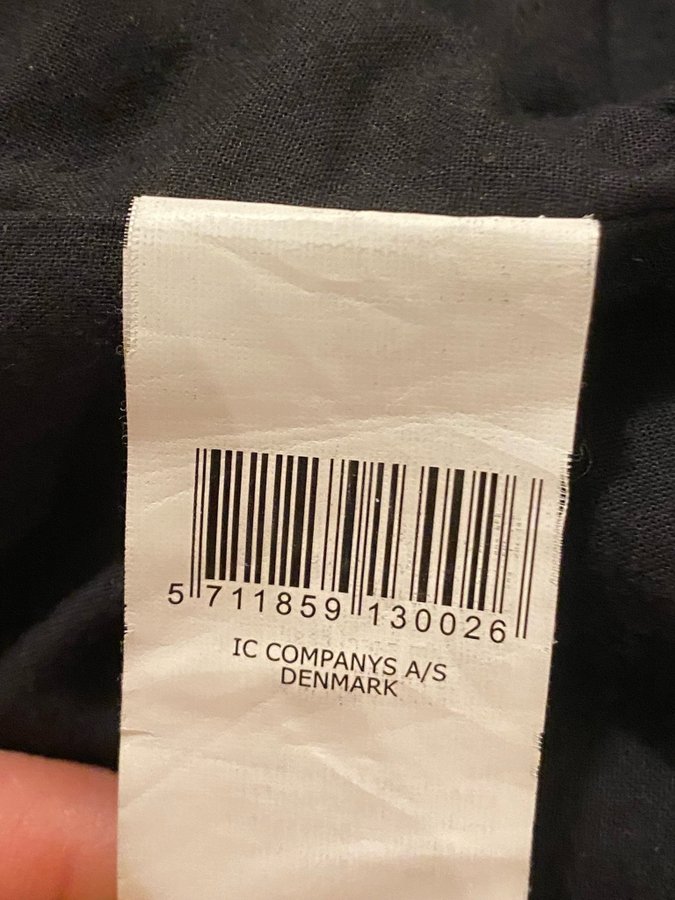 5 711859 130026
IC COMPANYS A/S
DENMARK